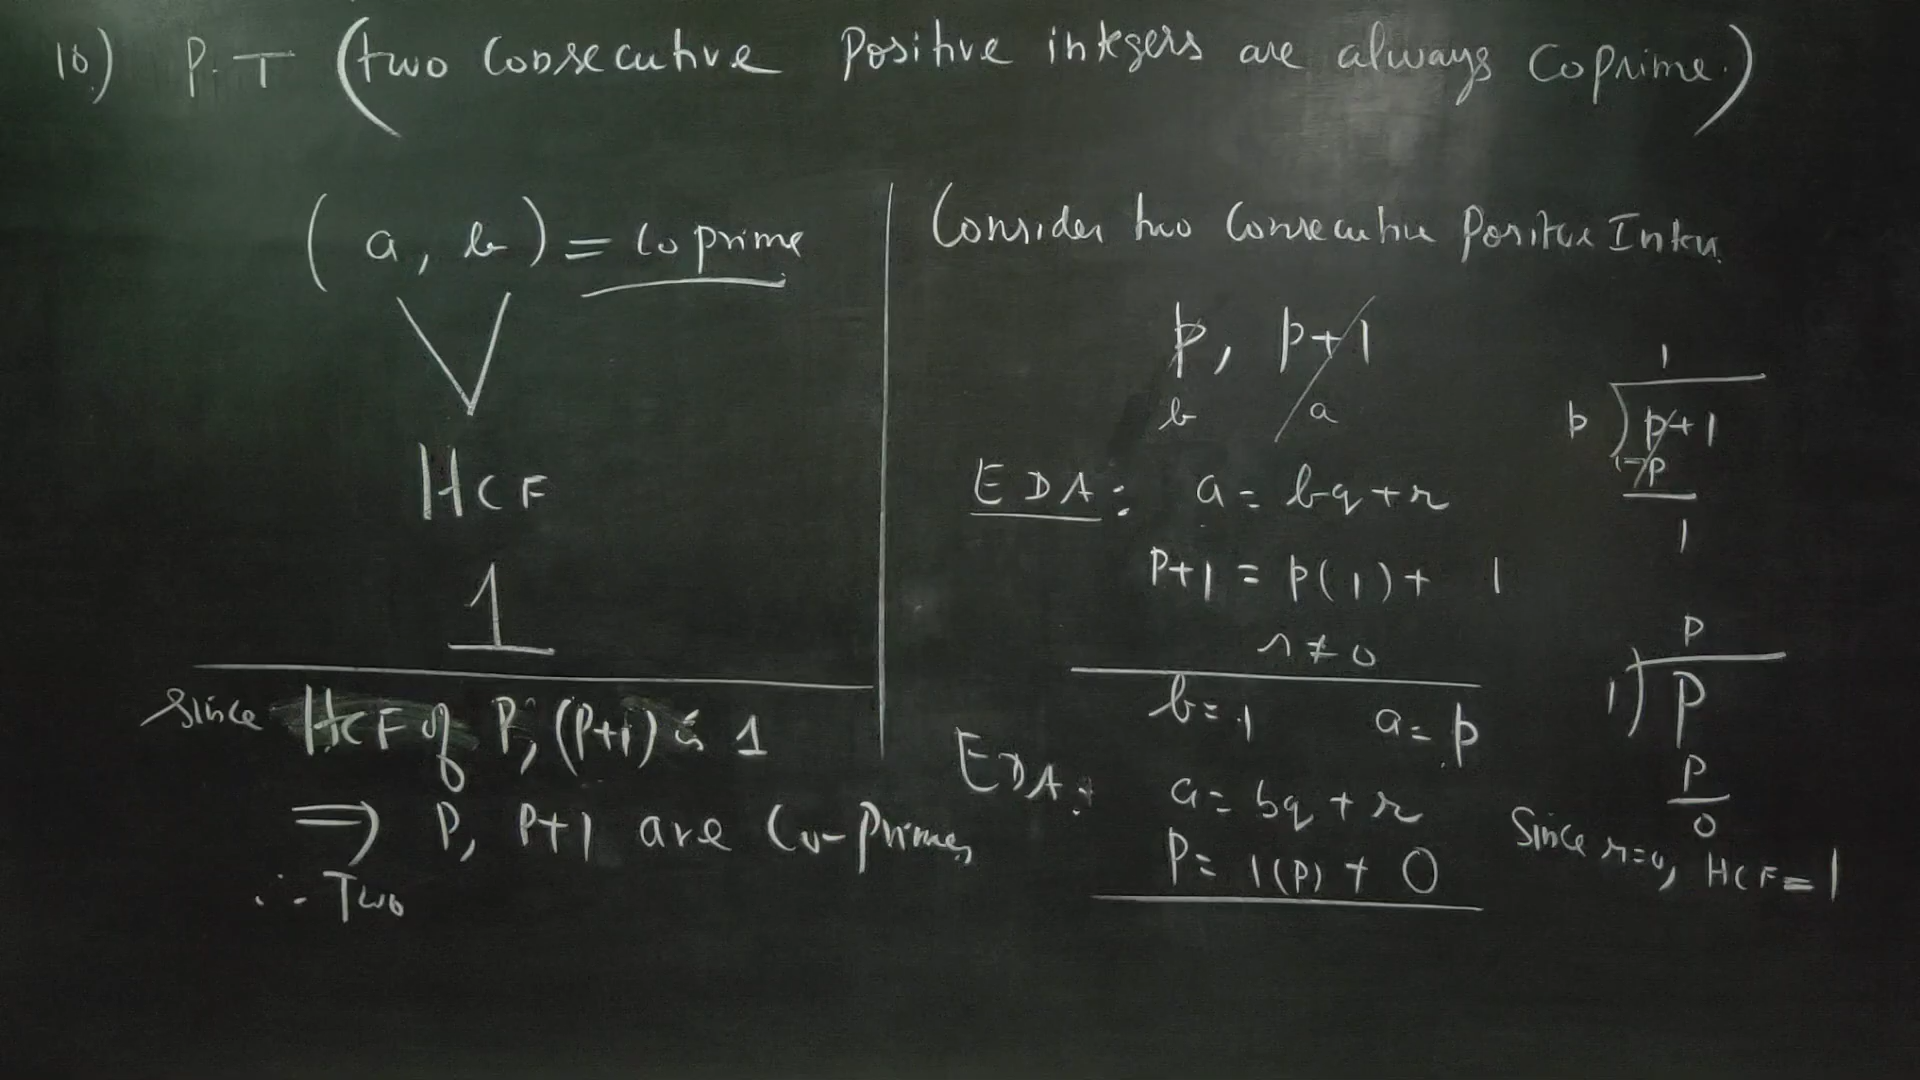 10.) P.T (two consecutive positive integers are always coprime.)
(a, b) = coprime
HCF
1
Since HCF of P, (P+1) is 1
⇒ P, P+1 are Co-primes
∴ Two
Consider two consecutive positive
p, p+1
b a
EDA: a = bq + r
p+1 = p(1) + 1
r ≠ 0
b = 1 a = p
EDA: a = bq + r
P = 1(P) + 0
1
p ) p+1
(-)p
1
P
1) P
P
0
Since r=0, HCF = 1